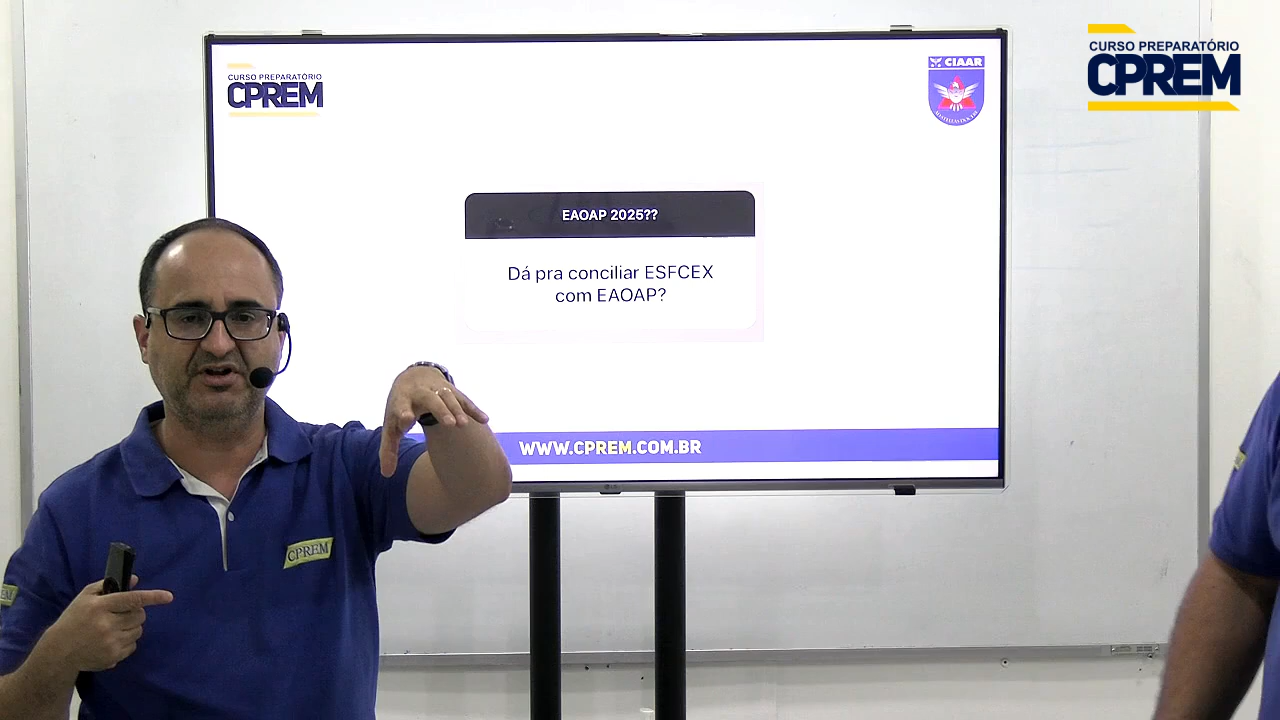 CURSO PREPARATÓRIO
CPREM
CIAAR
CURSO PREPARATÓRIO
CPREM
EAOAP 2025??
Dá pra conciliar ESFCEX
com EAOAP?
WWW.CPREM.COM.BR
CPREM